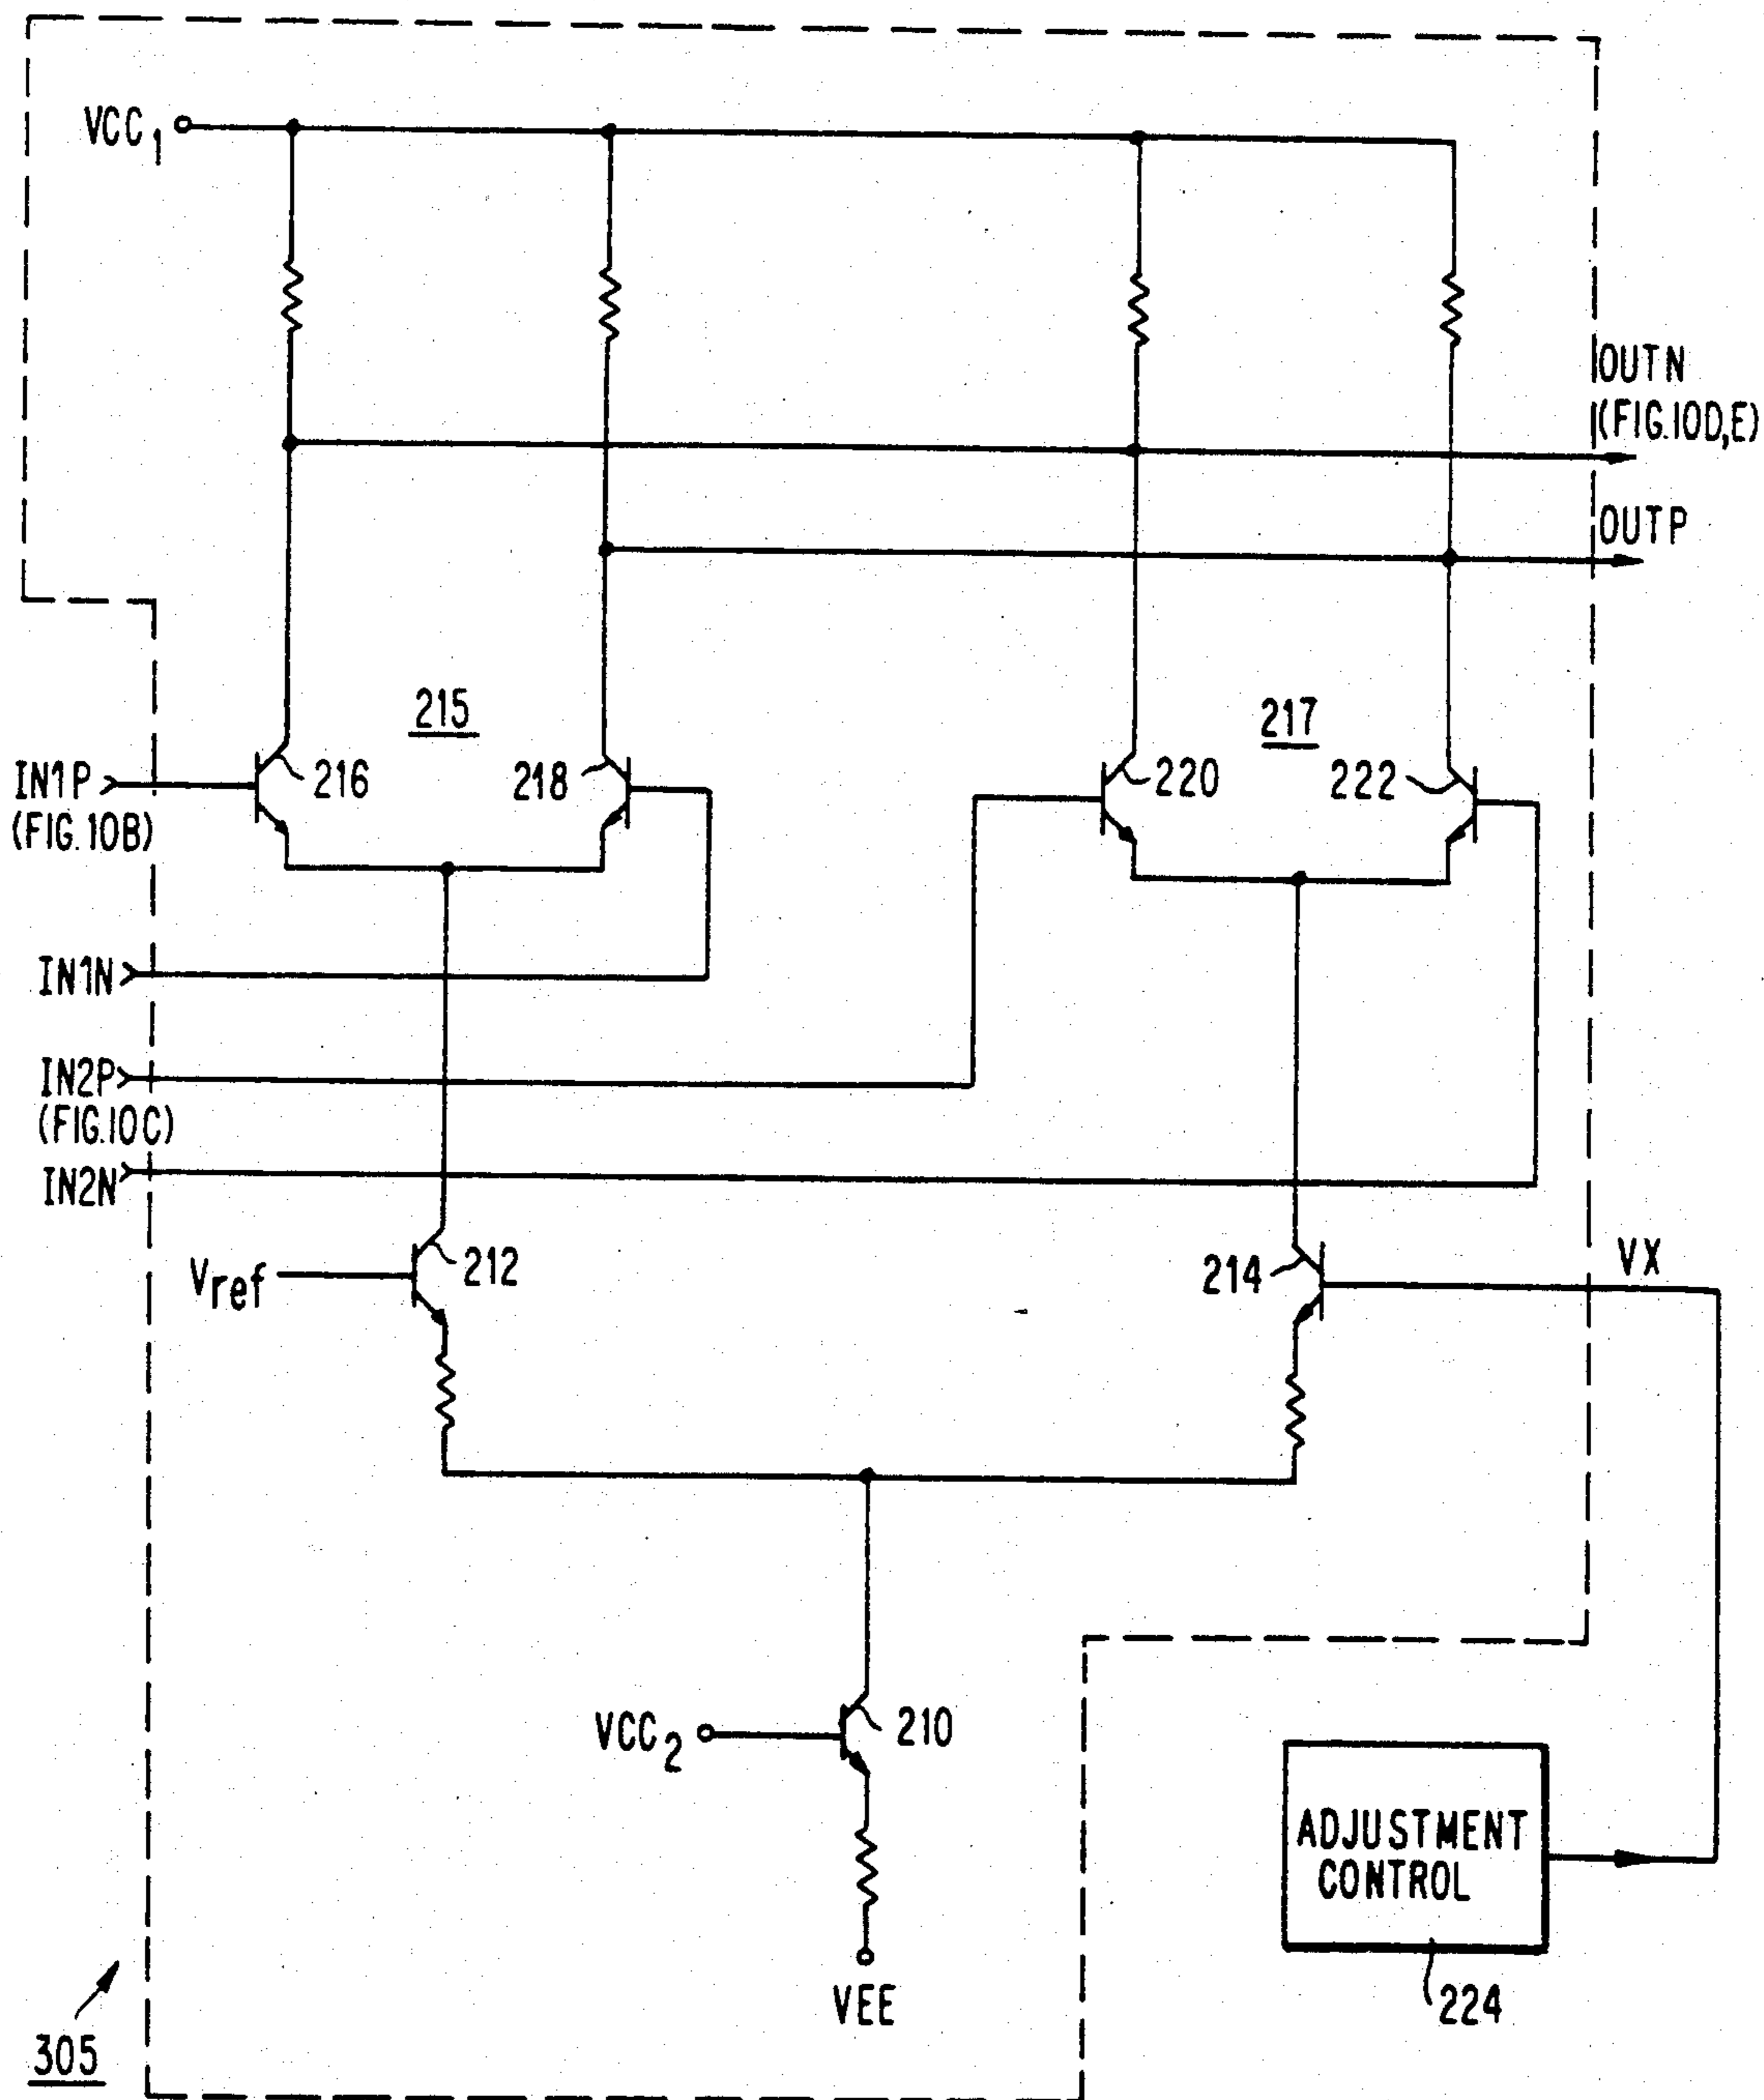 VCC1
OUTN
(FIG.10D,E)
OUTP
215
217
IN1P
(FIG.10B)
216
218
220
222
IN1N
IN2P
(FIG.10C)
IN2N
Vref
212
214
VX
VCC2
210
ADJUSTMENT
CONTROL
VEE
224
305